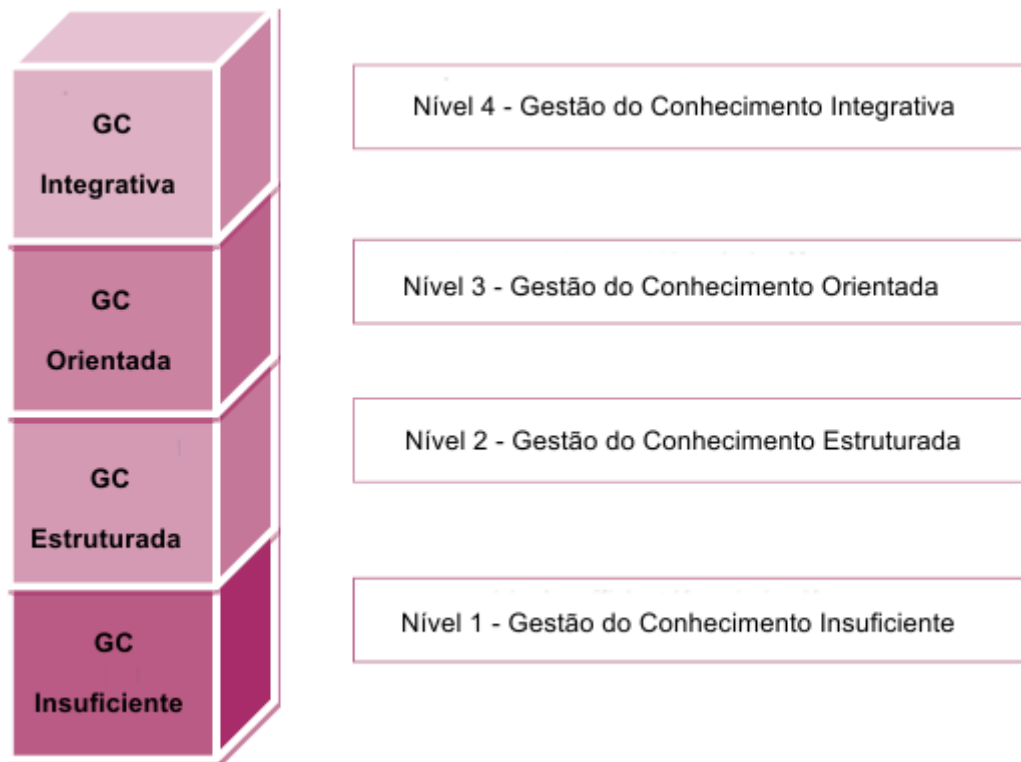 GC
Integrativa
Nível 4 - Gestão do Conhecimento Integrativa
GC
Orientada
Nível 3 - Gestão do Conhecimento Orientada
GC
Estruturada
Nível 2 - Gestão do Conhecimento Estruturada
GC
Insuficiente
Nível 1 - Gestão do Conhecimento Insuficiente